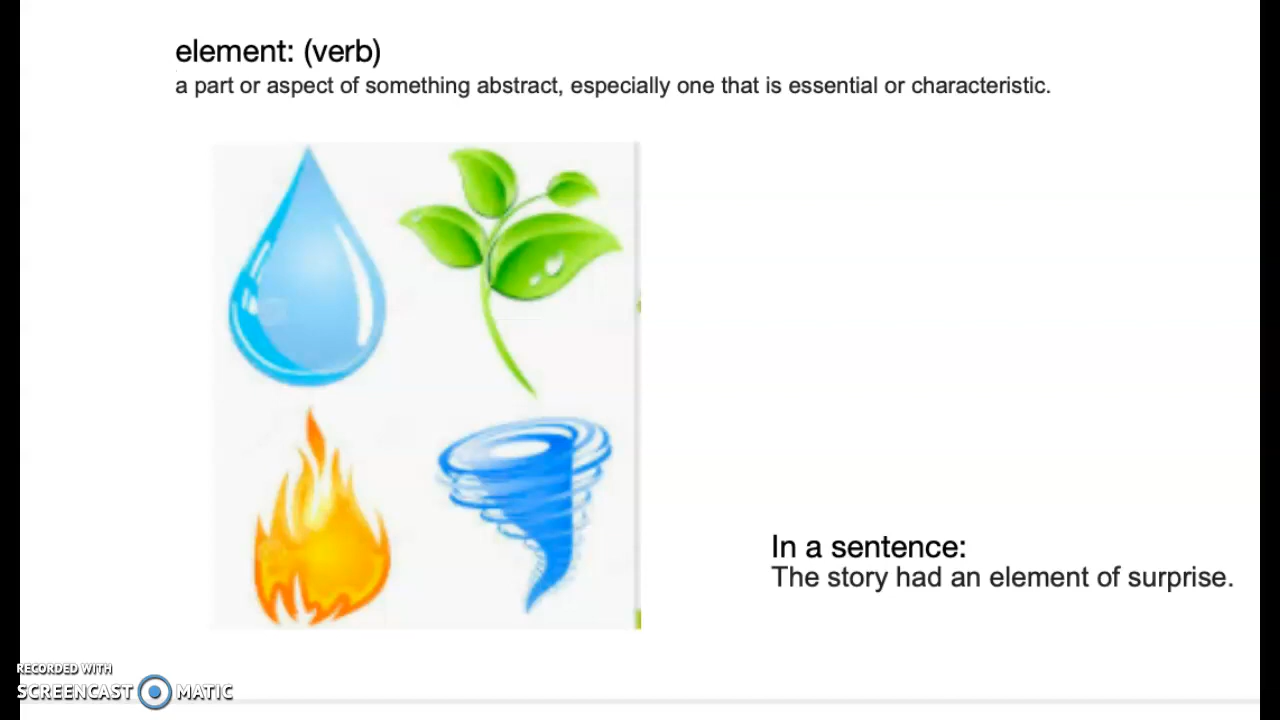 element: (verb)
a part or aspect of something abstract, especially one that is essential or characteristic.
In a sentence:
The story had an element of surprise.
RECORDED WITH
SCREENCAST MATIC